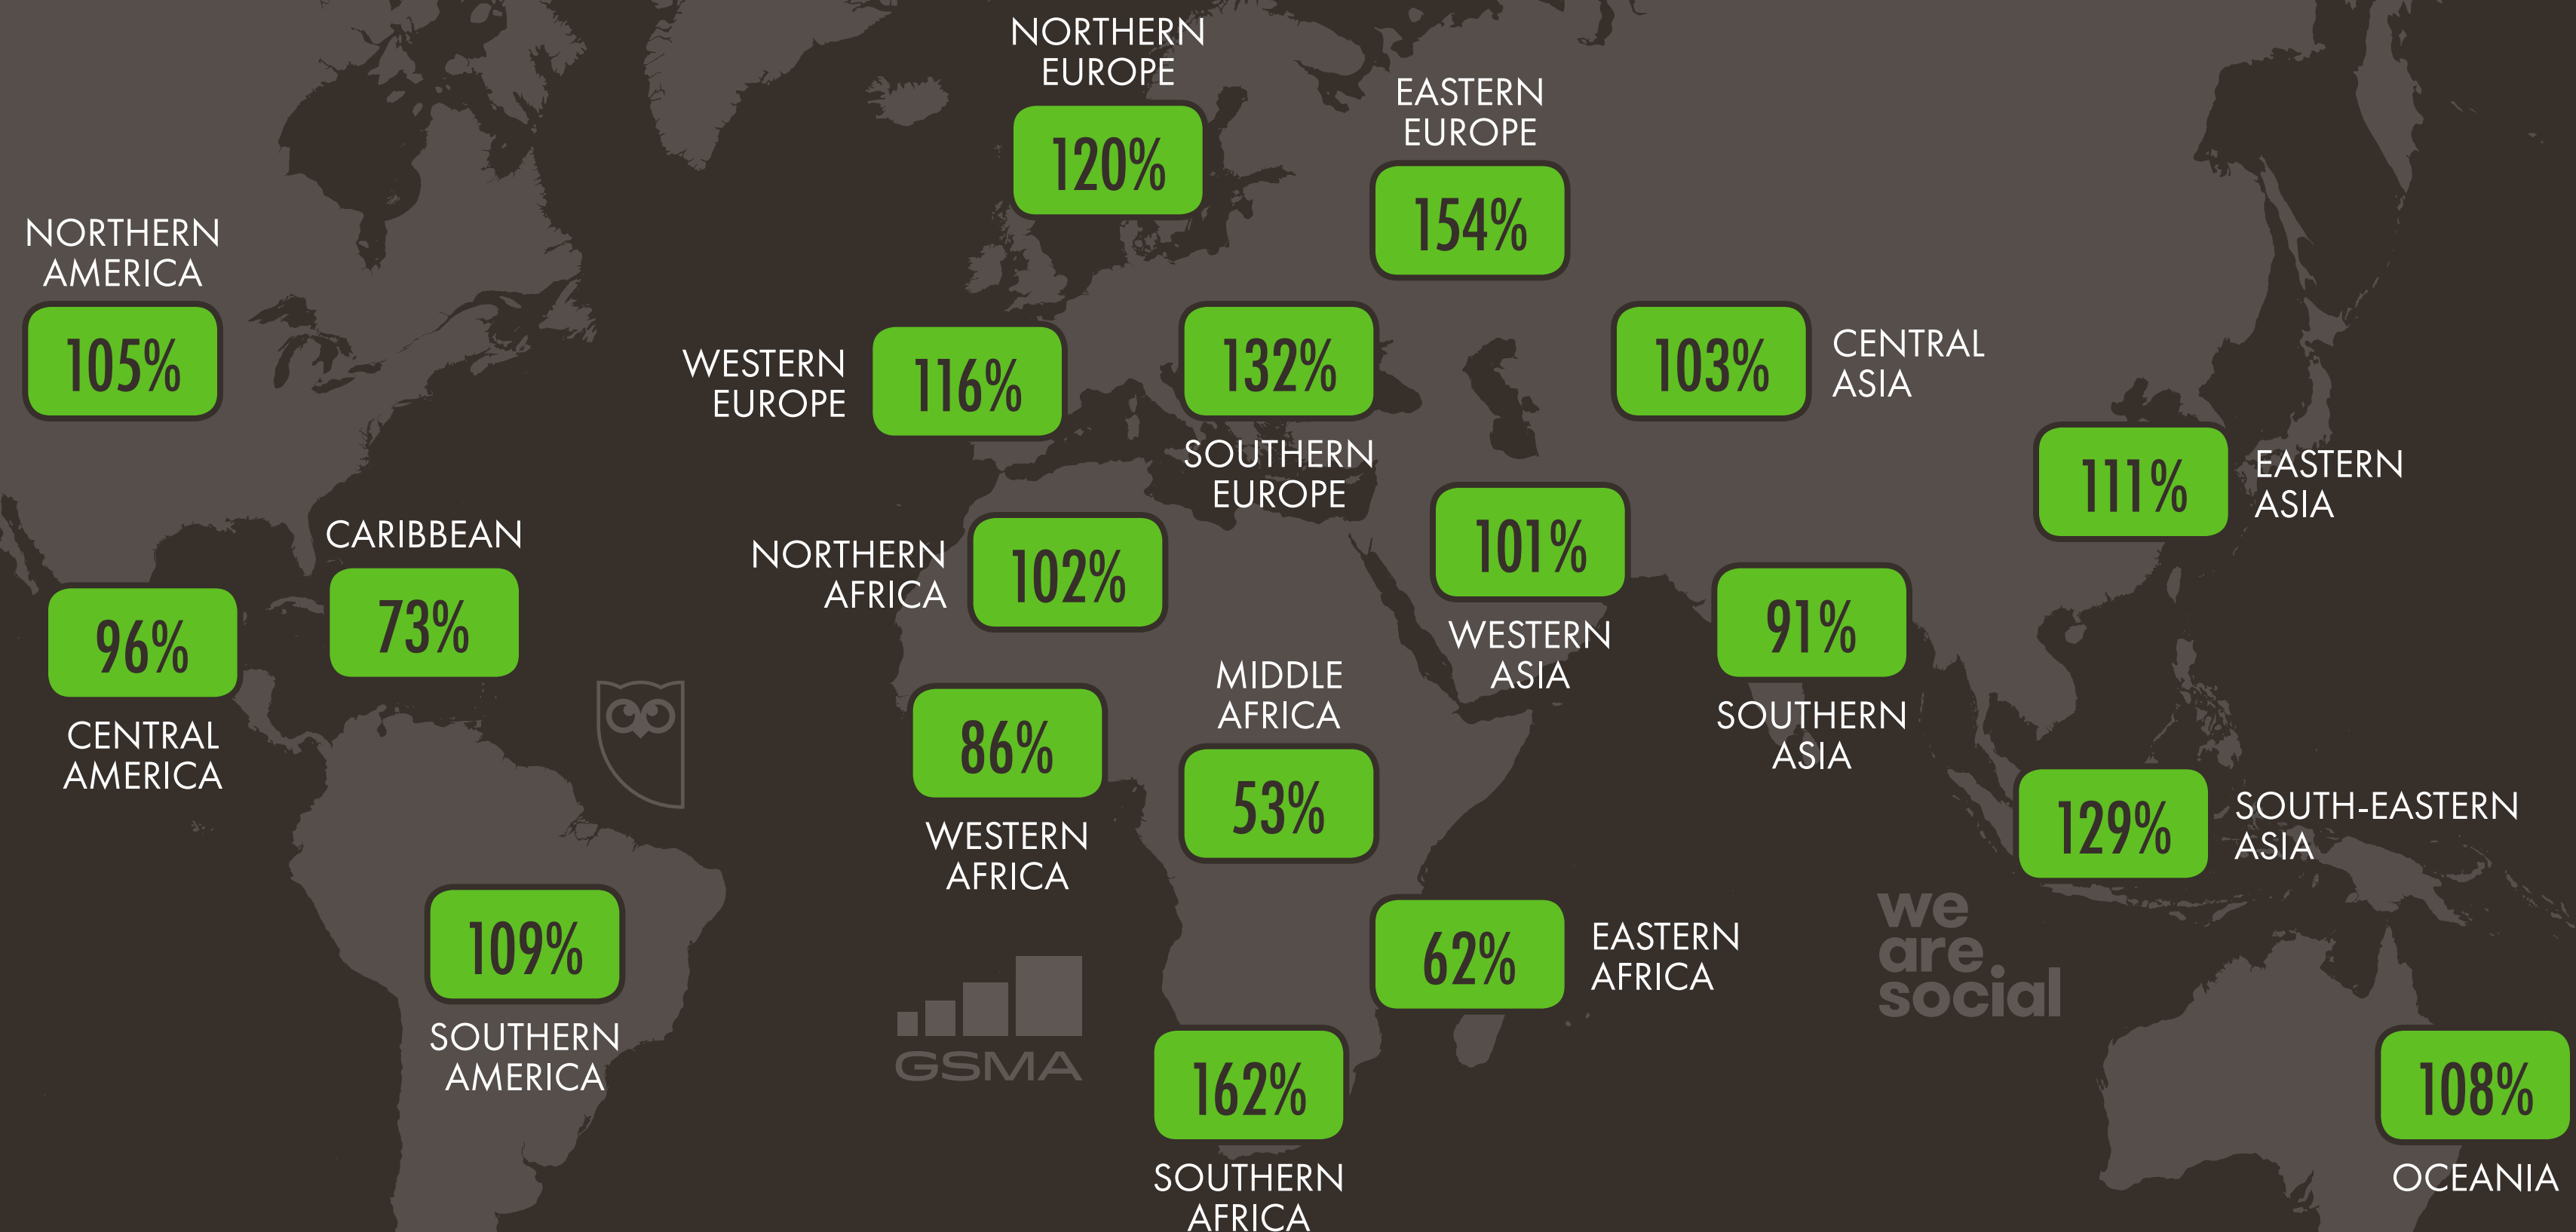 NORTHERN
EUROPE
120%
EASTERN
EUROPE
154%
NORTHERN
AMERICA
105%
WESTERN
EUROPE
116%
132%
SOUTHERN
EUROPE
103%
CENTRAL
ASIA
111%
EASTERN
ASIA
CARIBBEAN
73%
96%
CENTRAL
AMERICA
NORTHERN
AFRICA
102%
101%
WESTERN
ASIA
91%
SOUTHERN
ASIA
86%
WESTERN
AFRICA
MIDDLE
AFRICA
53%
129%
SOUTH-EASTERN
ASIA
109%
SOUTHERN
AMERICA
62%
EASTERN
AFRICA
we
are
social
GSMA
162%
SOUTHERN
AFRICA
108%
OCEANIA